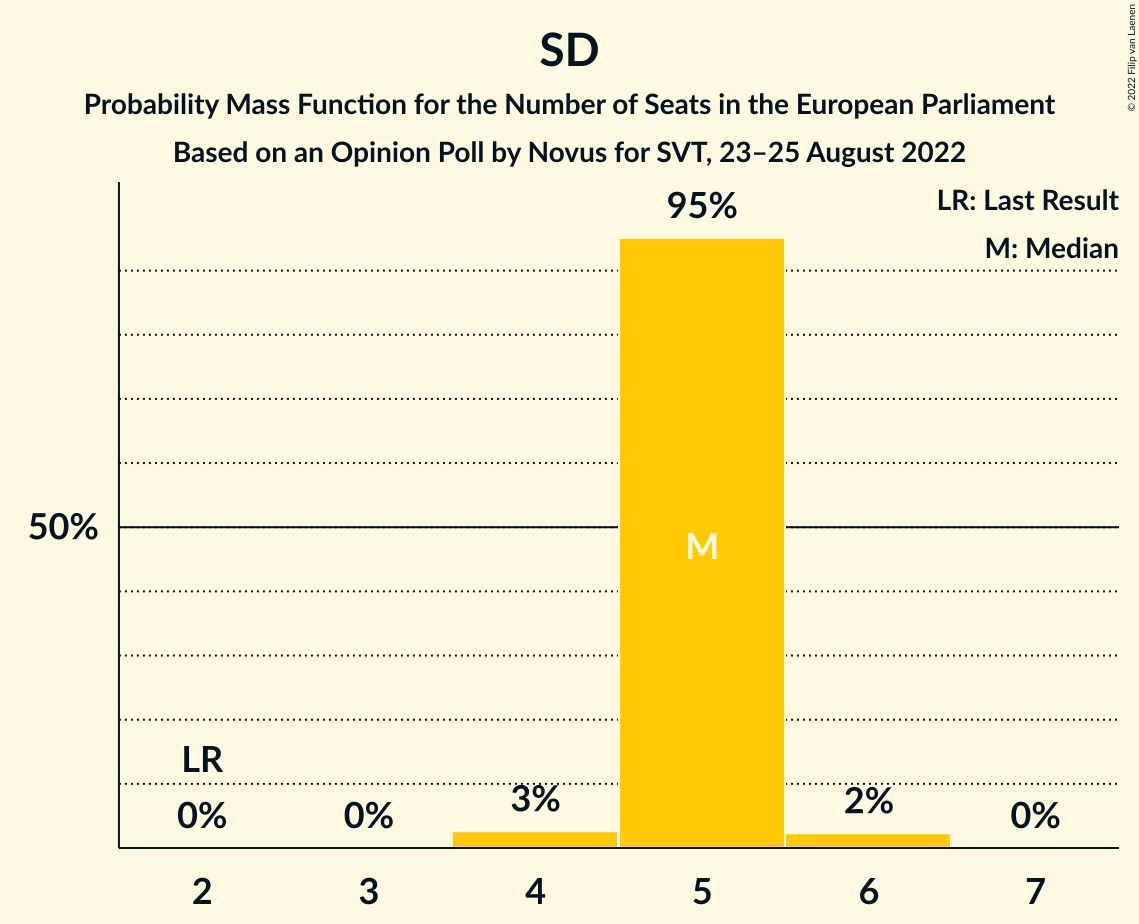 SD
Probability Mass Function for the Number of Seats in the European Parliament
Based on an Opinion Poll by Novus for SVT, 23–25 August 2022
© 2022 Filip van Laenen
LR: Last Result
M: Median
95%
50%
M
LR
0%
0%
3%
2%
0%
2
3
4
5
6
7